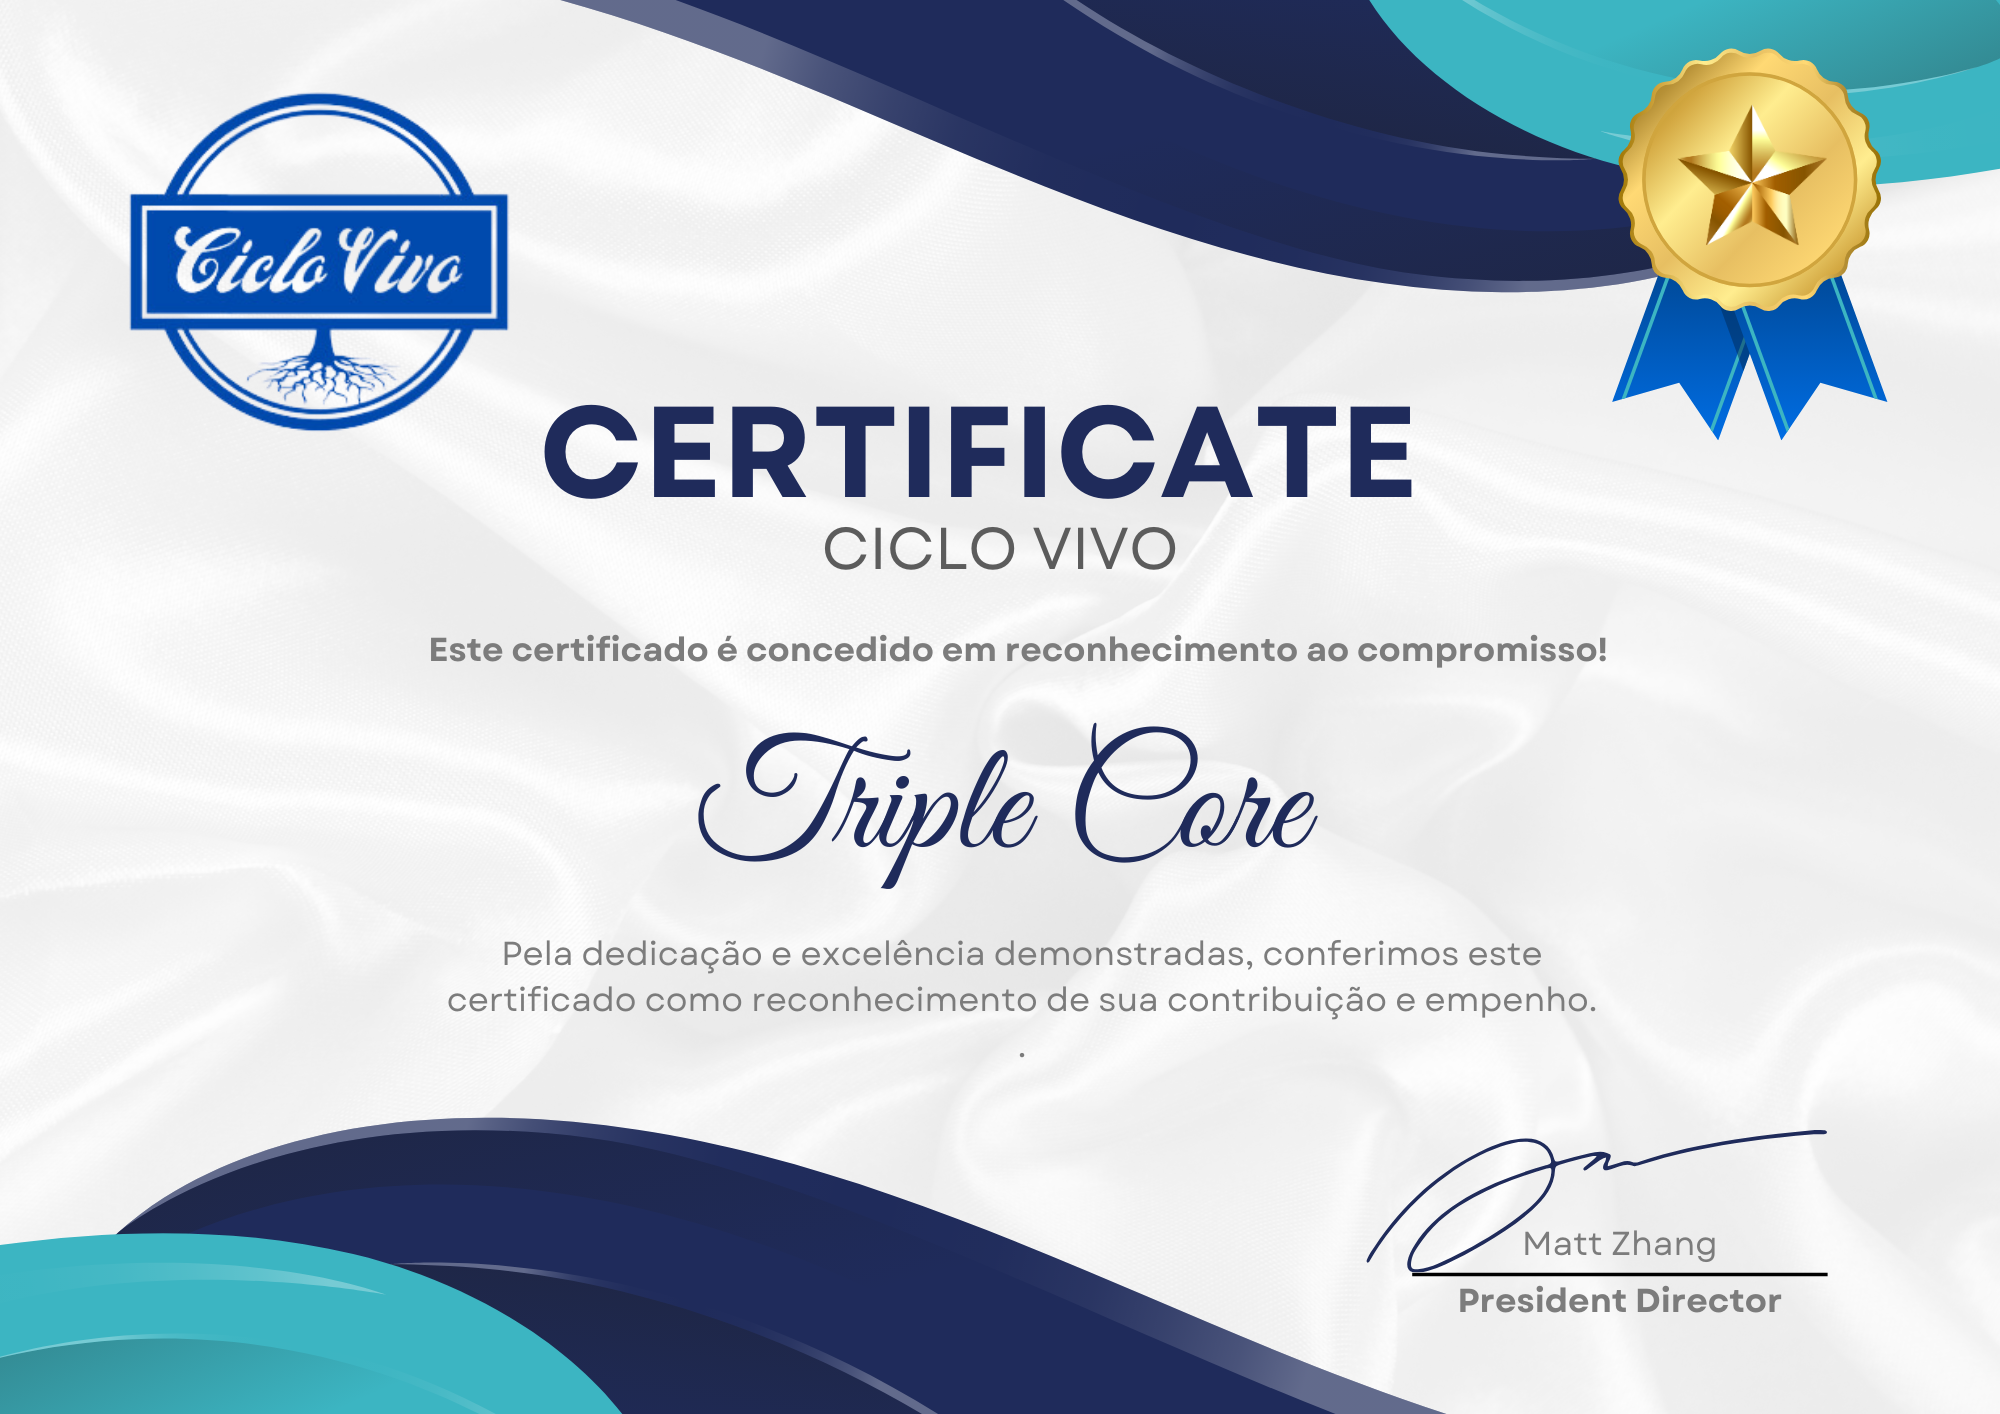 Ciclo Vivo
CERTIFICATE
CICLO VIVO
Este certificado é concedido em reconhecimento ao compromisso!
Triple Core
Pela dedicação e excelência demonstradas, conferimos este
certificado como reconhecimento de sua contribuição e empenho.
.
Matt Zhang
President Director